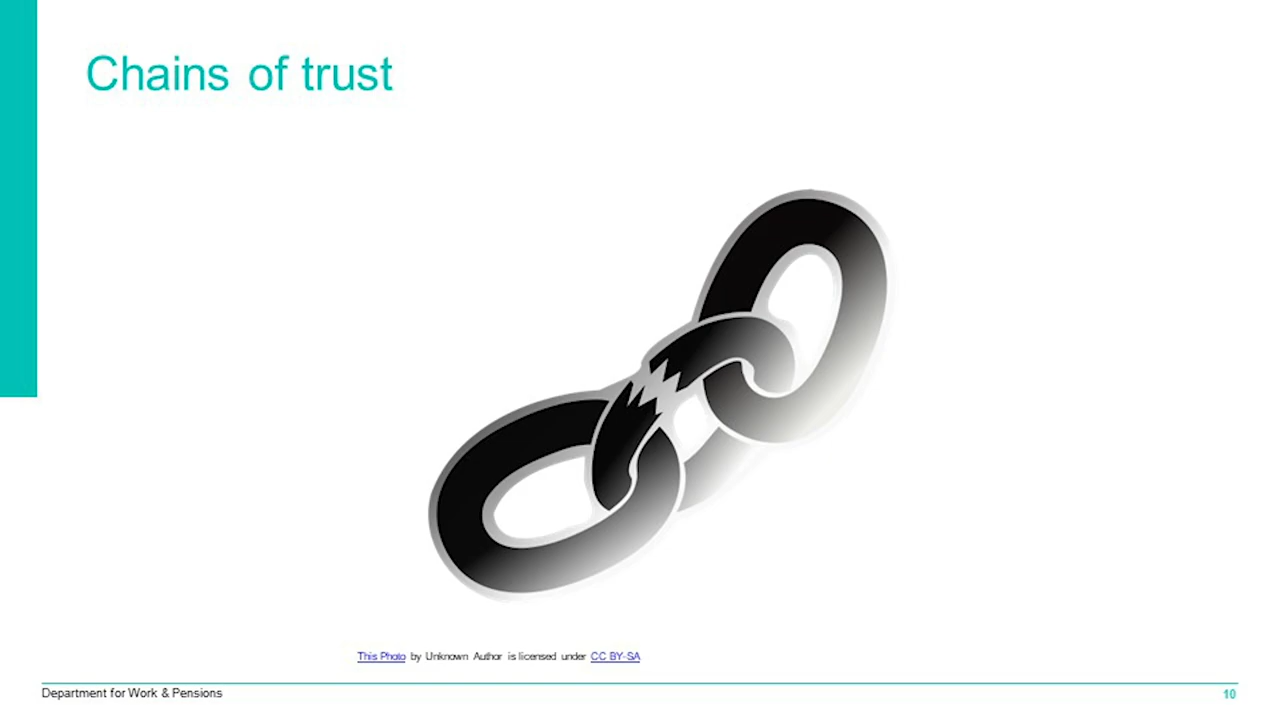 Chains of trust
This Photo by Unknown Author is licensed under CC BY-SA
Department for Work & Pensions
10